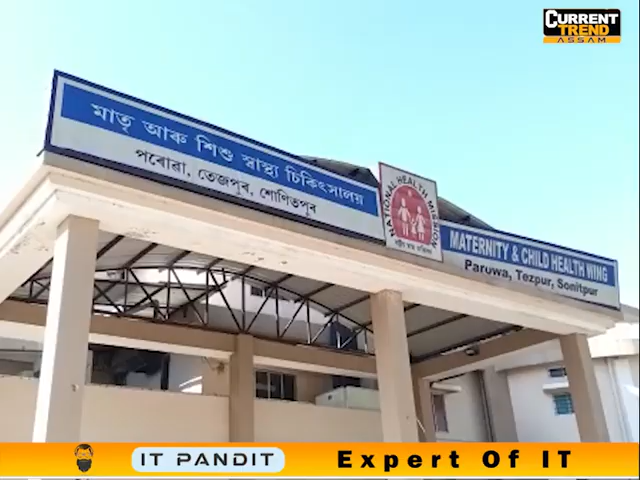 CURRENT
TREND
ASSAM
মাতৃ আৰু শিশু স্বাস্থ্য চিকিৎসালয়
পৰোৱা, তেজপুৰ, শোণিতপুৰ
NATIONAL HEALTH MISSION
MATERNITY & CHILD HEALTH WING
Paruwa, Tezpur, Sonitpur
IT PANDIT
Expert Of IT